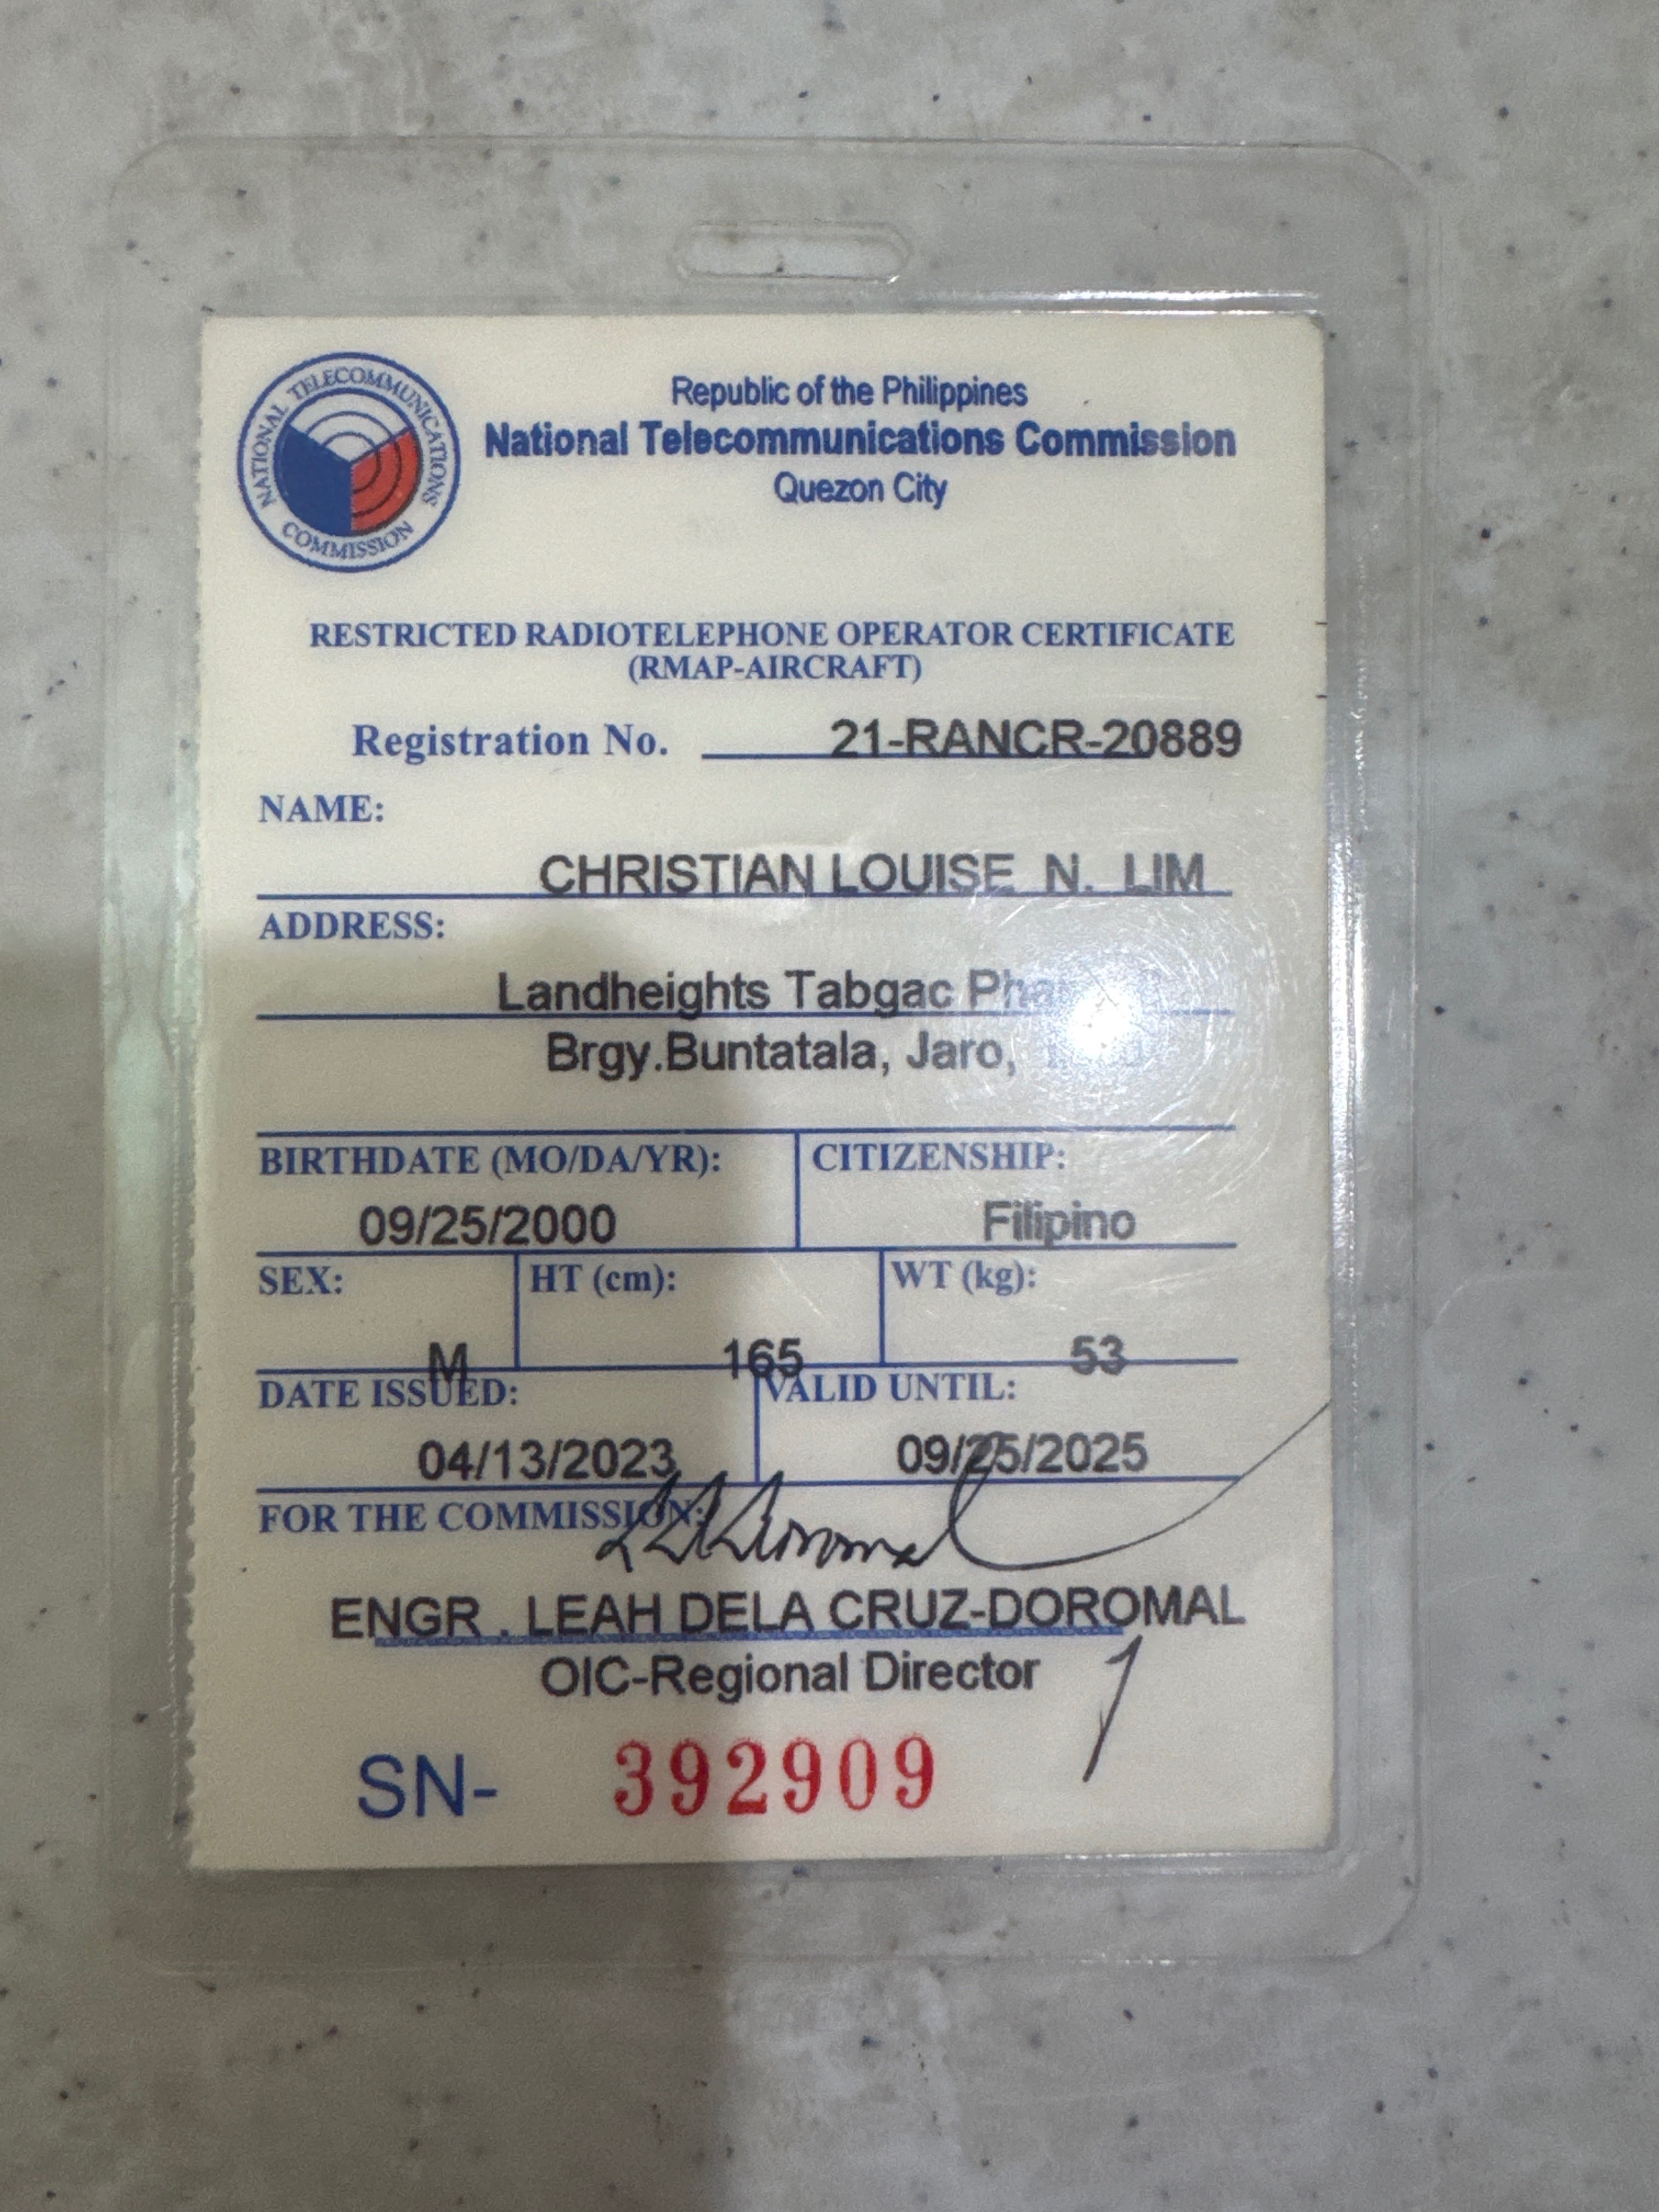 NATIONAL TELECOMMUNICATIONS COMMISSION
Republic of the Philippines
National Telecommunications Commission
Quezon City
RESTRICTED RADIOTELEPHONE OPERATOR CERTIFICATE
(RMAP-AIRCRAFT)
Registration No. 21-RANCR-20889
NAME:
CHRISTIAN LOUISE N. LIM
ADDRESS:
Landheights Tabgac
Brgy.Buntatala, Jaro,
BIRTHDATE (MO/DA/YR): CITIZENSHIP:
09/25/2000 Filipino
SEX: HT (cm): WT (kg):
M 165 53
DATE ISSUED: VALID UNTIL:
04/13/2023 09/25/2025
FOR THE COMMISSION:
ENGR . LEAH DELA CRUZ-DOROMAL
OIC-Regional Director
SN- 392909